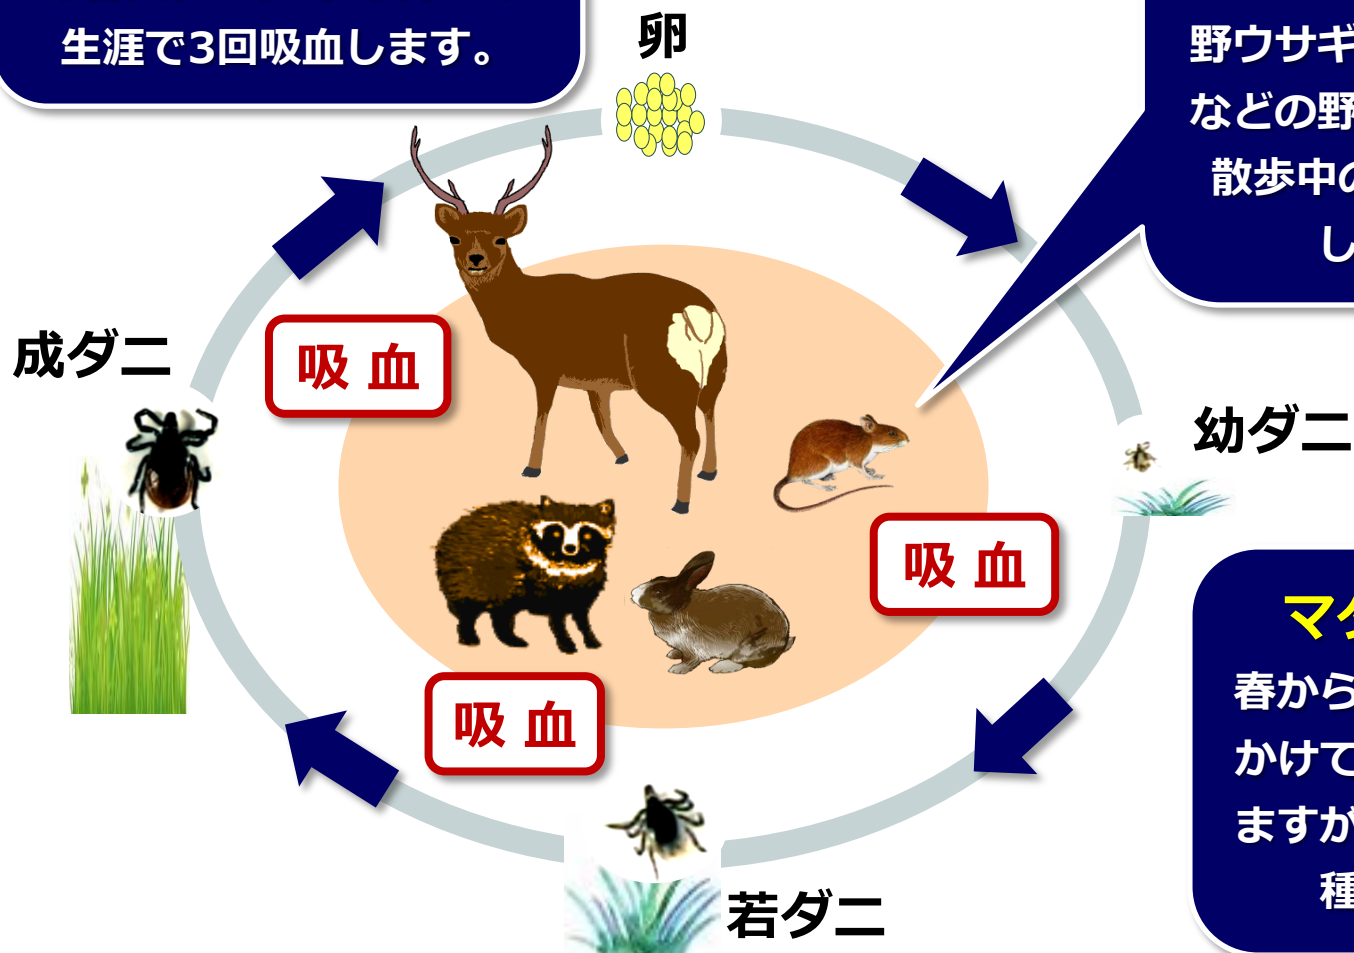 生涯で3回吸血します。
卵
野ウサギ
などの野
散歩中の
し
成ダニ
吸血
幼ダニ
吸血
マダ
春から
かけて
ますが
種
吸血
若ダニ